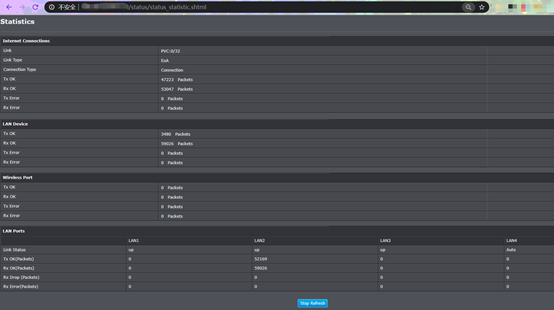 不安全
/status/status_statistic.shtml
Statistics
Internet Connections
Link PVC:0/32
Link Type EoA
Connection Type Connection
Tx OK 47223 Packets
Rx OK 53047 Packets
Tx Error 0 Packets
Rx Error 0 Packets
LAN Device
Tx OK 3486 Packets
Rx OK 59026 Packets
Tx Error 0 Packets
Rx Error 0 Packets
Wireless Port
Tx OK 0 Packets
Rx OK 0 Packets
Tx Error 0 Packets
Rx Error 0 Packets
LAN Ports
LAN1 LAN2 LAN3 LAN4
Link Status up up up Auto
Tx OK(Packets) 0 52169 0 0
Rx OK(Packets) 0 59026 0 0
Rx Drop (Packets) 0 0 0 0
Rx Error(Packets) 0 0 0 0
Stop Refresh